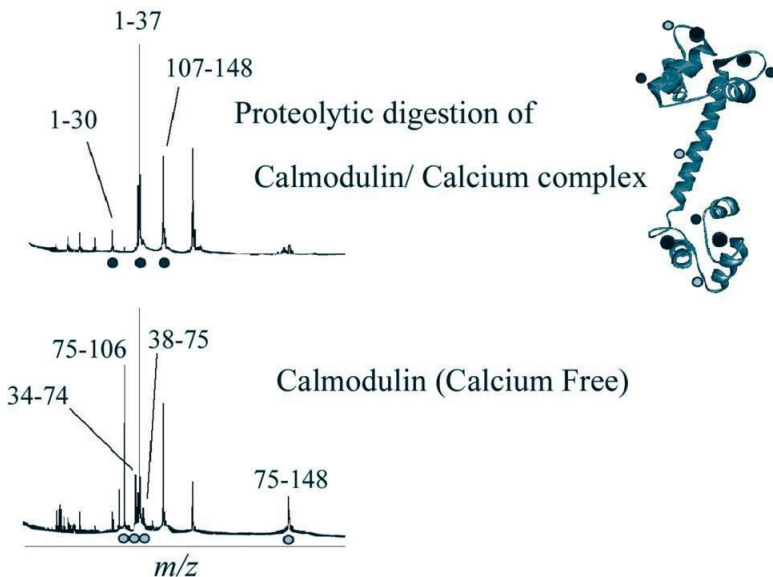 1-37
107-148
1-30
Proteolytic digestion of
Calmodulin/ Calcium complex
75-106
38-75
34-74
Calmodulin (Calcium Free)
75-148
m/z